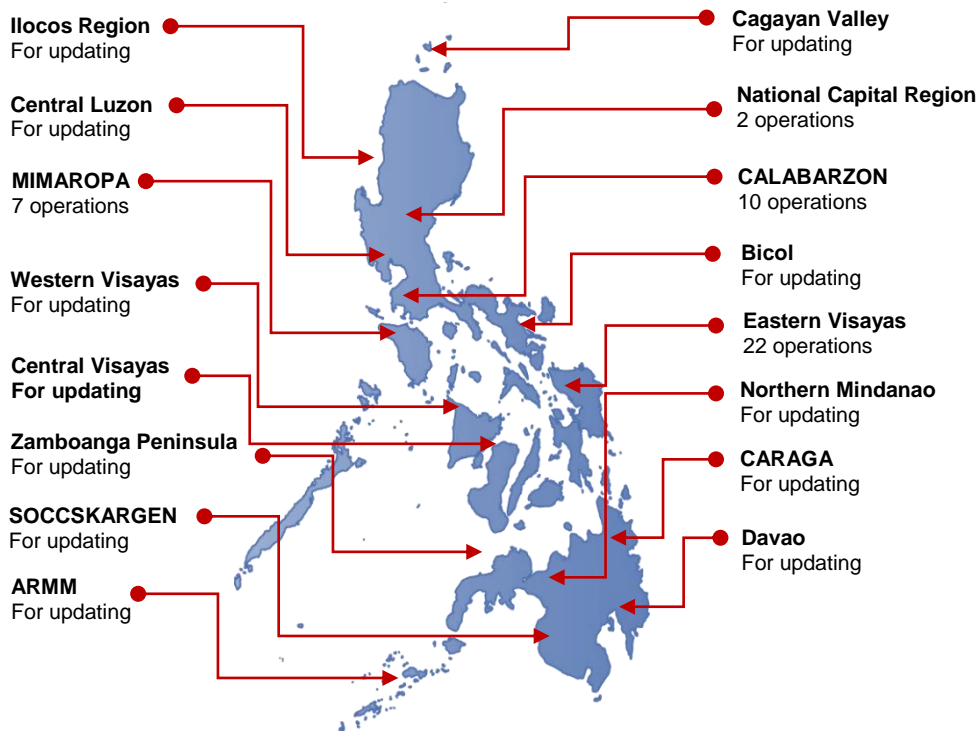 Ilocos Region
For updating
Central Luzon
For updating
MIMAROPA
7 operations
Western Visayas
For updating
Central Visayas
For updating
Zamboanga Peninsula
For updating
SOCCSKARGEN
For updating
ARMM
For updating
Cagayan Valley
For updating
National Capital Region
2 operations
CALABARZON
10 operations
Bicol
For updating
Eastern Visayas
22 operations
Northern Mindanao
For updating
CARAGA
For updating
Davao
For updating